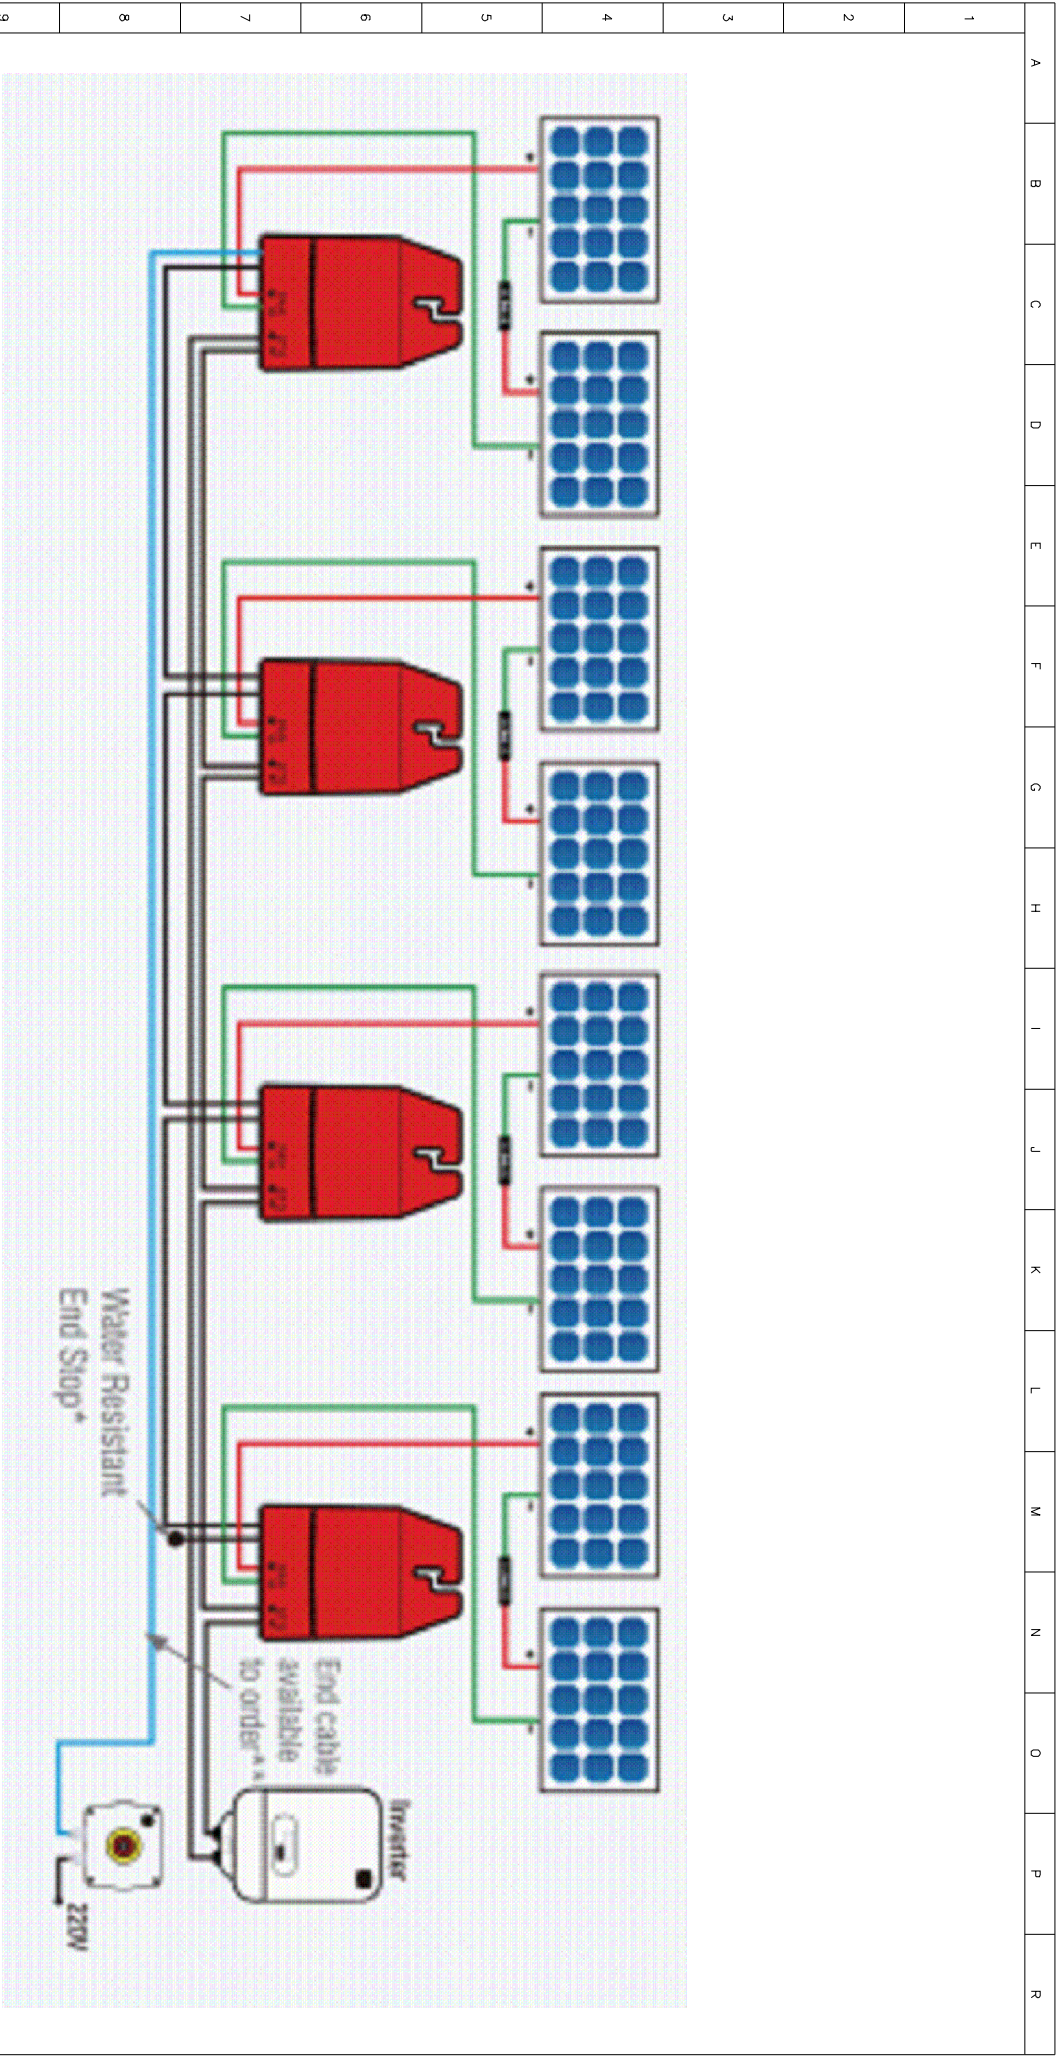 1
2
3
4
5
6
7
8
9
A
B
C
D
E
F
G
H
I
J
K
L
M
N
O
P
R
Inverter
End cable
available
to order**
Water Resistant
End Stop*
220V